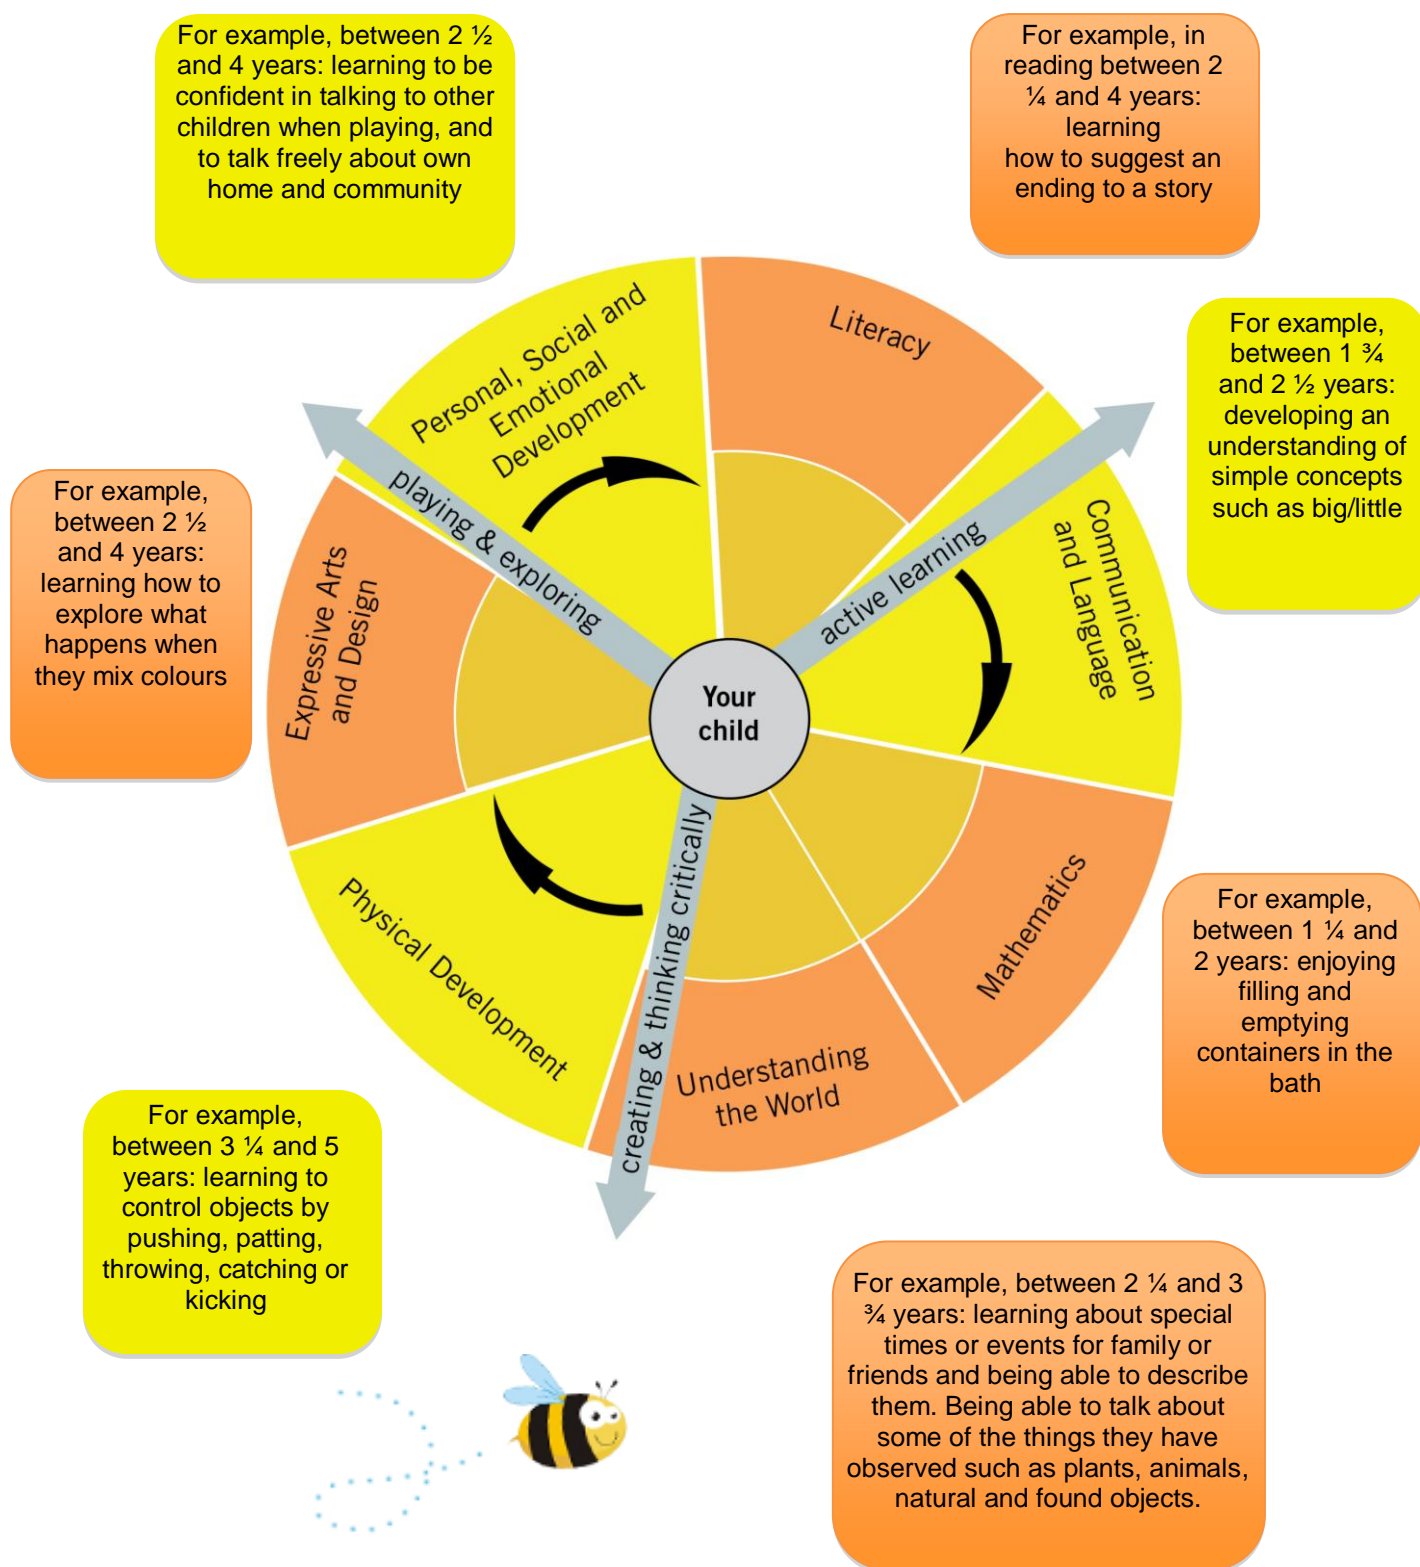 For example, between 2 ½
and 4 years: learning to be
confident in talking to other
children when playing, and
to talk freely about own
home and community
For example, in
reading between 2
¼ and 4 years:
learning
how to suggest an
ending to a story
For example,
between 1 ¾
and 2 ½ years:
developing an
understanding of
simple concepts
such as big/little
For example,
between 2 ½
and 4 years:
learning how to
explore what
happens when
they mix colours
Personal, Social and
Emotional
Development
Literacy
Communication
and Language
Expressive Arts
and Design
playing & exploring
active learning
Your
child
creating & thinking critically
Physical Development
Understanding
the World
Mathematics
For example,
between 1 ¼ and
2 years: enjoying
filling and
emptying
containers in the
bath
For example,
between 3 ¼ and 5
years: learning to
control objects by
pushing, patting,
throwing, catching or
kicking
For example, between 2 ¼ and 3
¾ years: learning about special
times or events for family or
friends and being able to describe
them. Being able to talk about
some of the things they have
observed such as plants, animals,
natural and found objects.